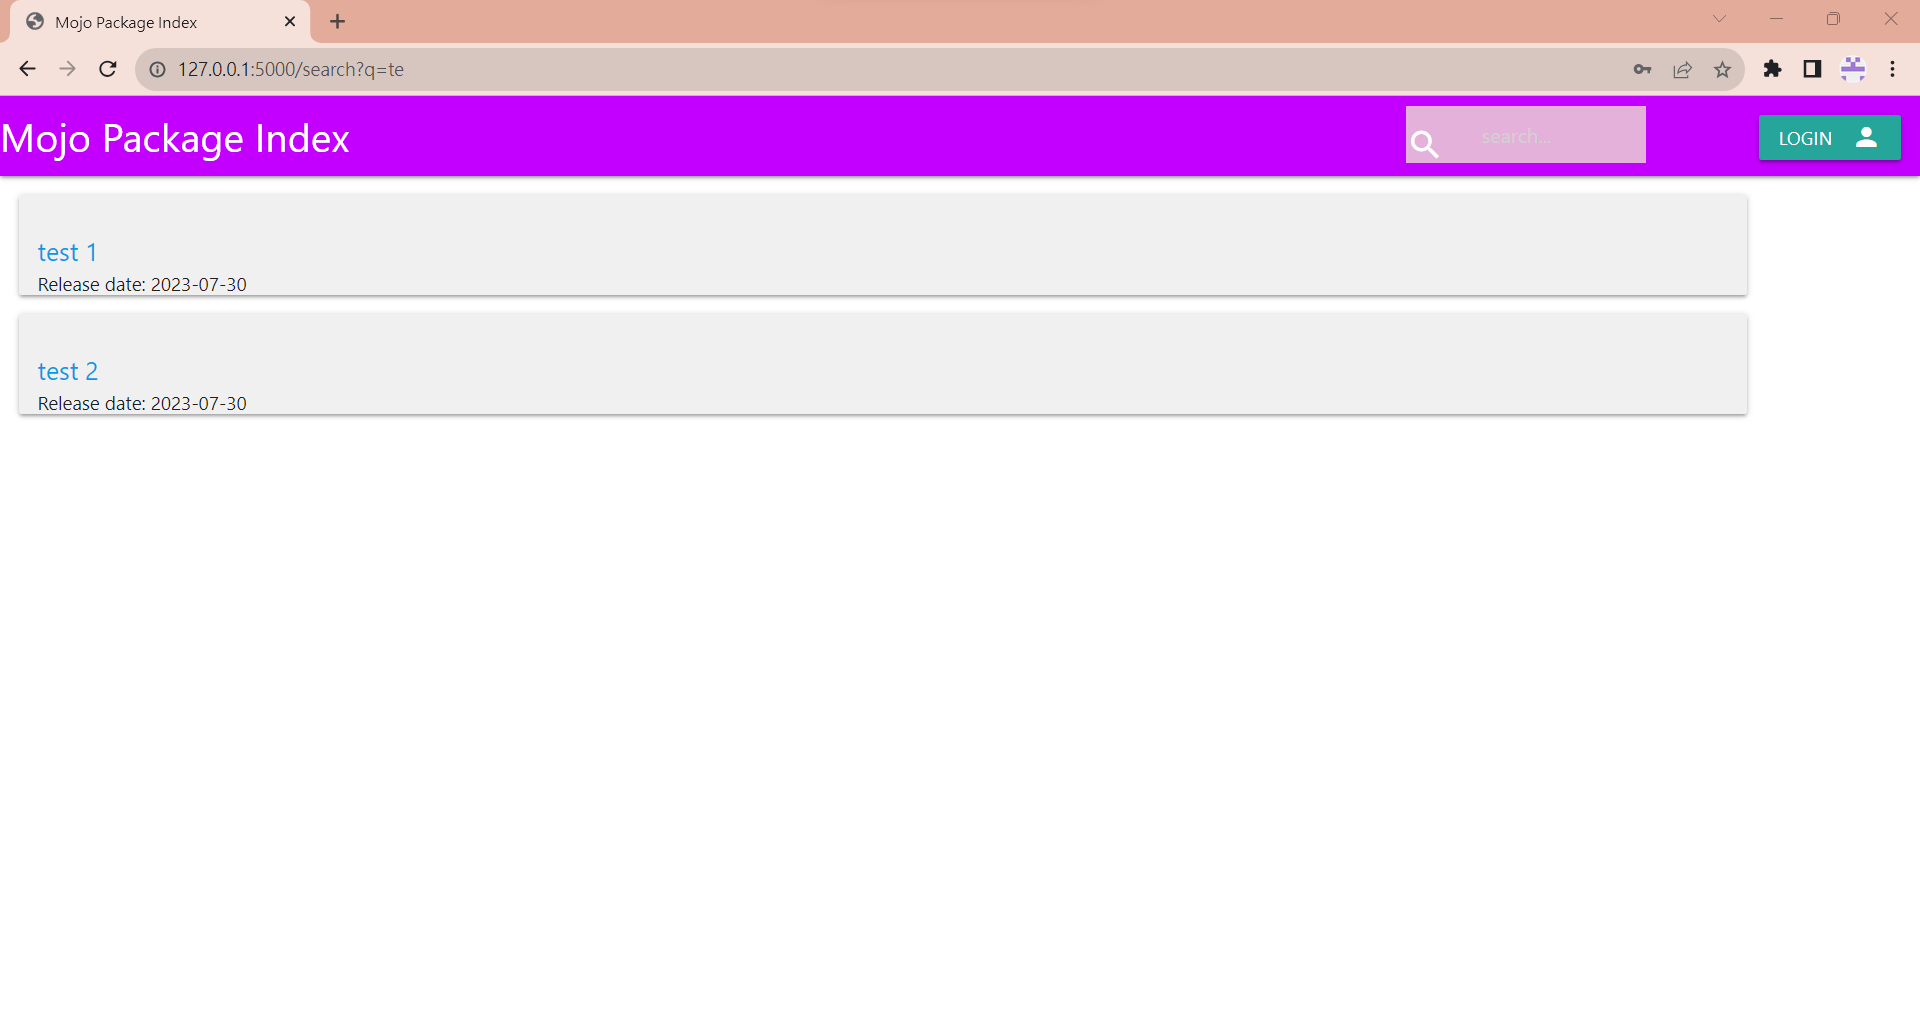 Mojo Package Index
127.0.0.1:5000/search?q=te
Mojo Package Index
search...
LOGIN
test 1
Release date: 2023-07-30
test 2
Release date: 2023-07-30